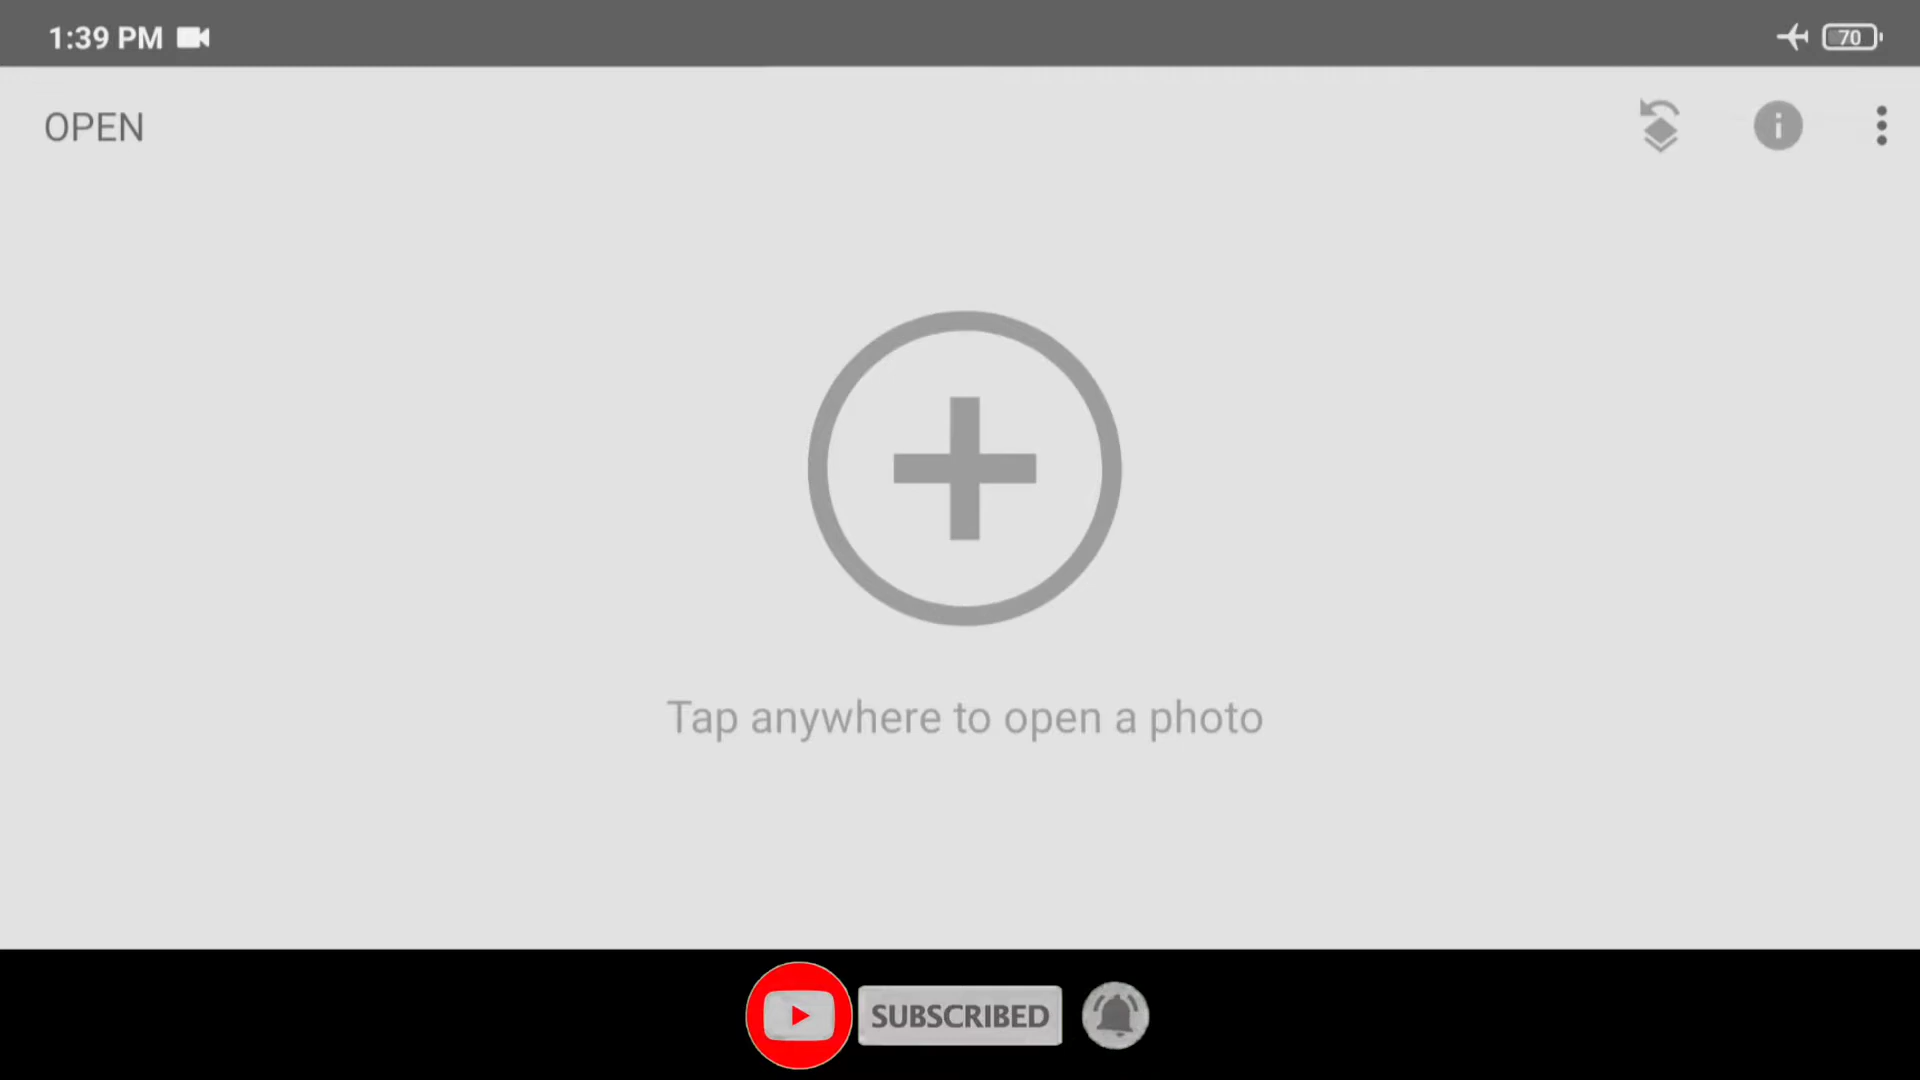 1:39 PM
70
OPEN
Tap anywhere to open a photo
SUBSCRIBED